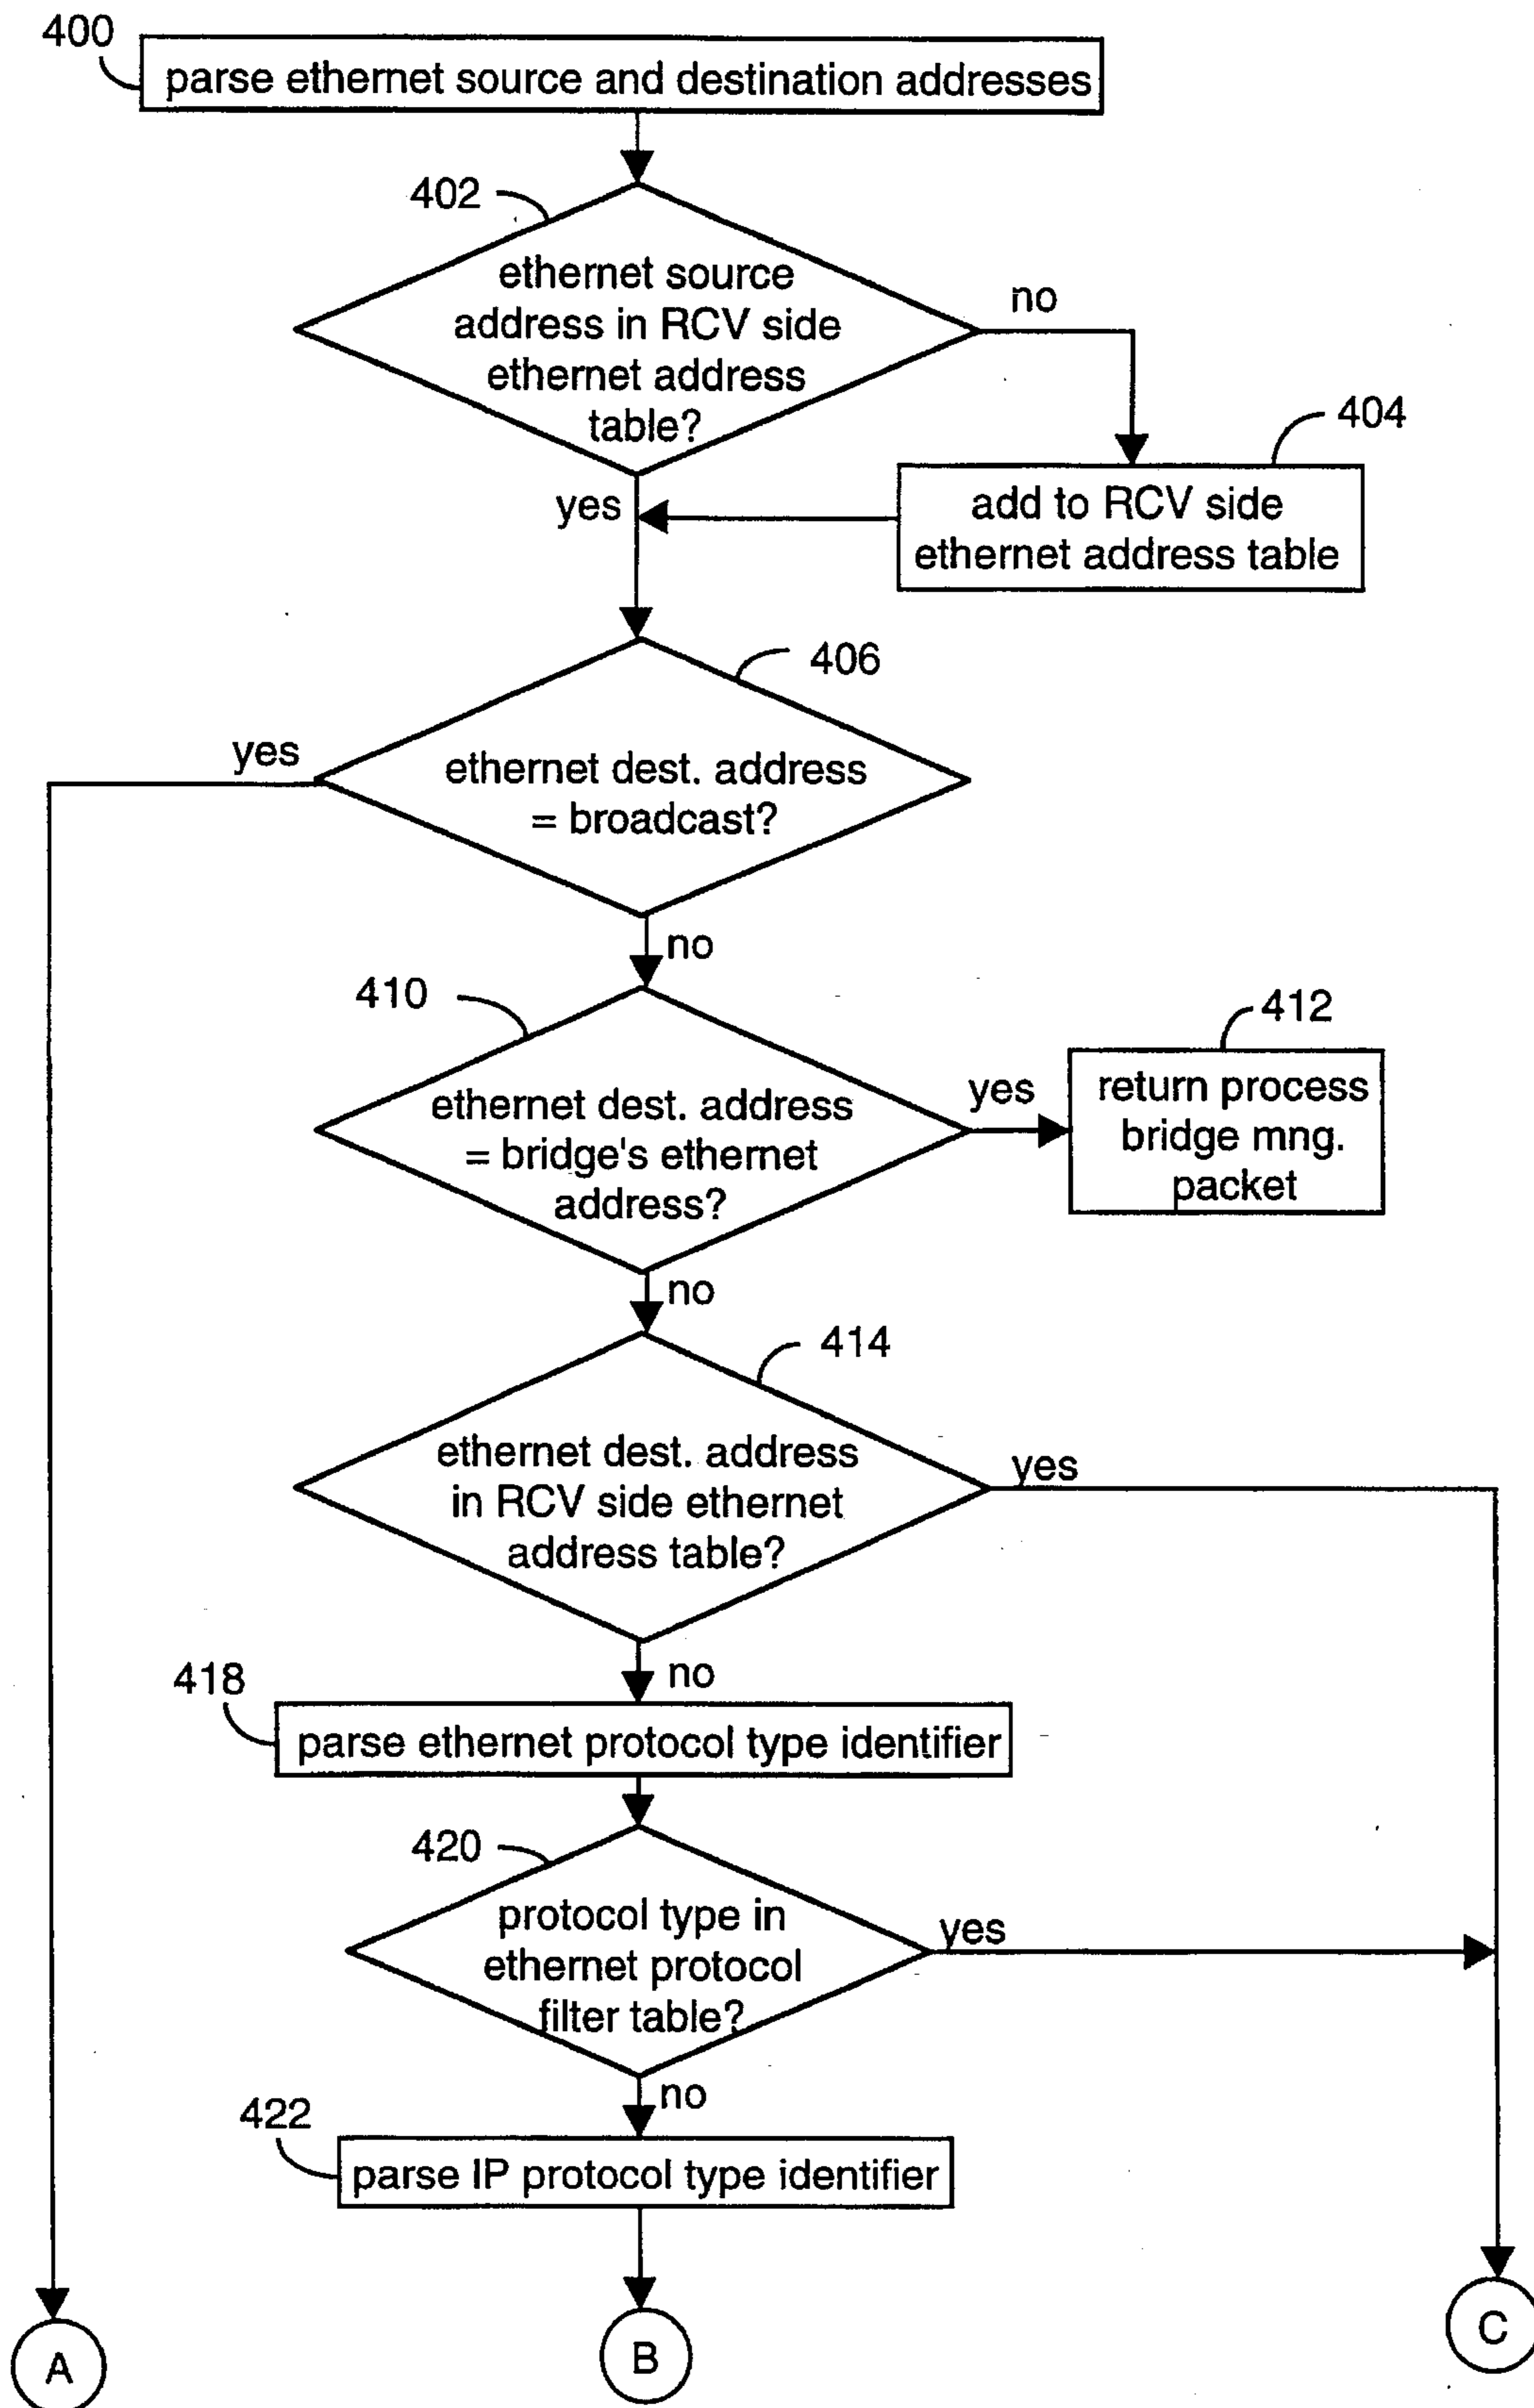 400
parse ethernet source and destination addresses
402
ethernet source
address in RCV side
ethernet address
table?
no
404
add to RCV side
ethernet address table
yes
406
yes
ethernet dest. address
= broadcast?
no
410
412
ethernet dest. address
= bridge's ethernet
address?
yes
return process
bridge mng.
packet
no
414
ethernet dest. address
in RCV side ethernet
address table?
yes
no
418
parse ethernet protocol type identifier
420
protocol type in
ethernet protocol
filter table?
yes
no
422
parse IP protocol type identifier
A
B
C